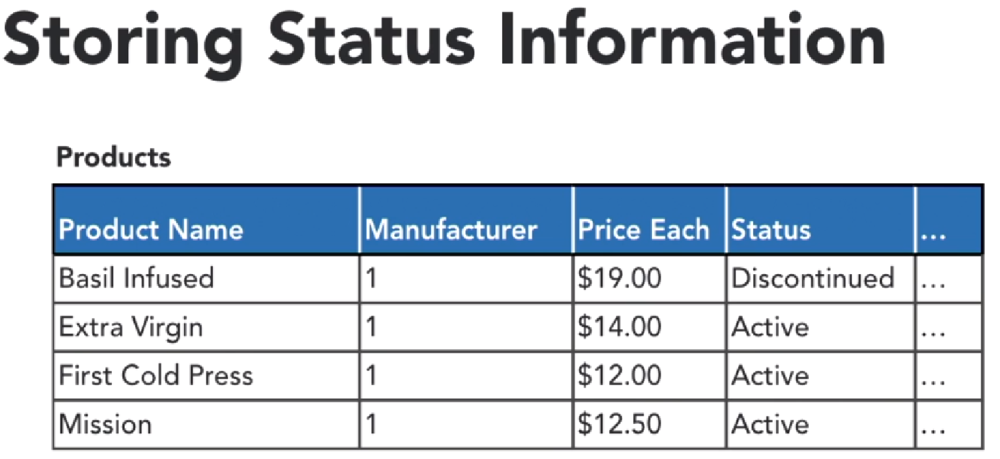 Storing Status Information
Products
Product Name Manufacturer Price Each Status ...
Basil Infused 1 $19.00 Discontinued ...
Extra Virgin 1 $14.00 Active ...
First Cold Press 1 $12.00 Active ...
Mission 1 $12.50 Active ...